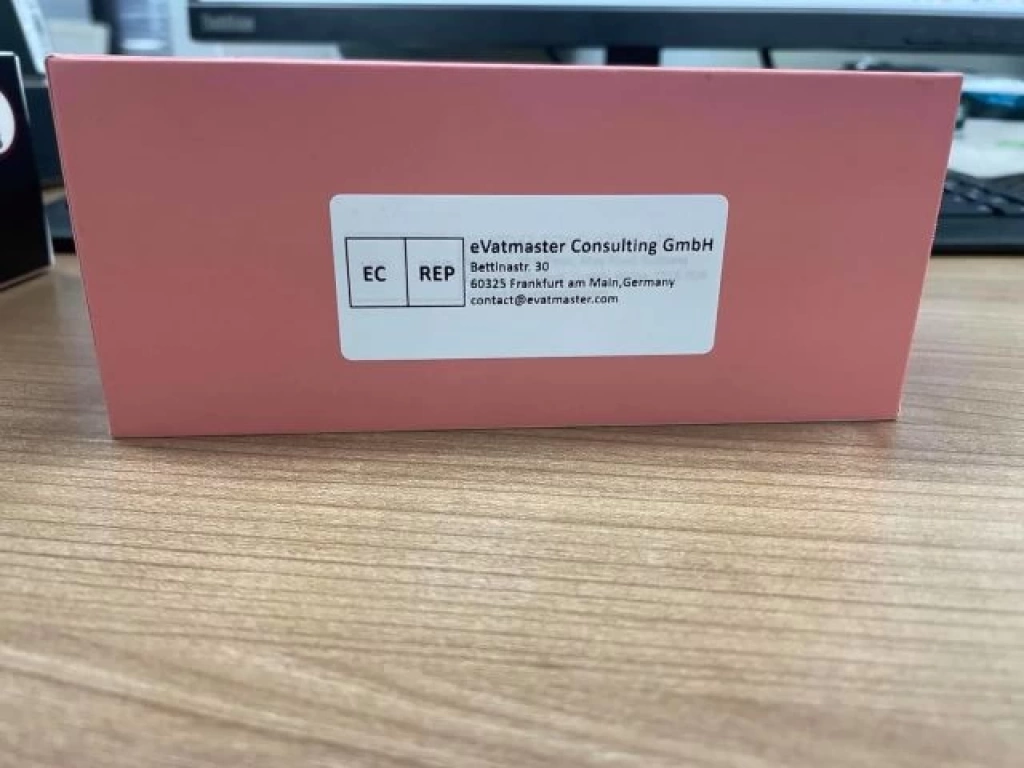 EC REP
eVatmaster Consulting GmbH
Bettinastr. 30
60325 Frankfurt am Main,Germany
contact@evatmaster.com